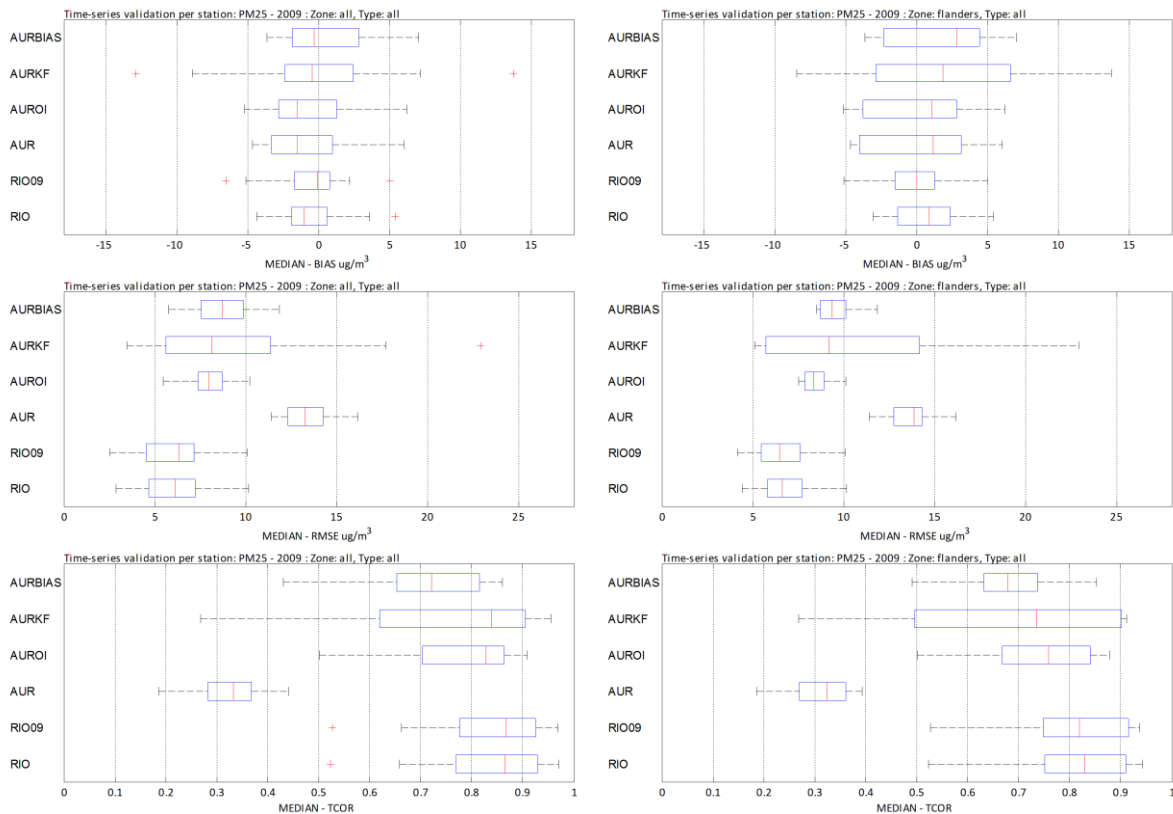 Time-series validation per station: PM25 - 2009 : Zone: all, Type: all
AURBIAS
AURKF
AUROI
AUR
RIO09
RIO
-15 -10 -5 0 5 10 15
MEDIAN - BIAS ug/m³
Time-series validation per station: PM25 - 2009 : Zone: flanders, Type: all
AURBIAS
AURKF
AUROI
AUR
RIO09
RIO
-15 -10 -5 0 5 10 15
MEDIAN - BIAS ug/m³
Time-series validation per station: PM25 - 2009 : Zone: all, Type: all
AURBIAS
AURKF
AUROI
AUR
RIO09
RIO
0 5 10 15 20 25
MEDIAN - RMSE ug/m³
Time-series validation per station: PM25 - 2009 : Zone: flanders, Type: all
AURBIAS
AURKF
AUROI
AUR
RIO09
RIO
0 5 10 15 20 25
MEDIAN - RMSE ug/m³
Time-series validation per station: PM25 - 2009 : Zone: all, Type: all
AURBIAS
AURKF
AUROI
AUR
RIO09
RIO
0 0.1 0.2 0.3 0.4 0.5 0.6 0.7 0.8 0.9 1
MEDIAN - TCOR
Time-series validation per station: PM25 - 2009 : Zone: flanders, Type: all
AURBIAS
AURKF
AUROI
AUR
RIO09
RIO
0 0.1 0.2 0.3 0.4 0.5 0.6 0.7 0.8 0.9 1
MEDIAN - TCOR